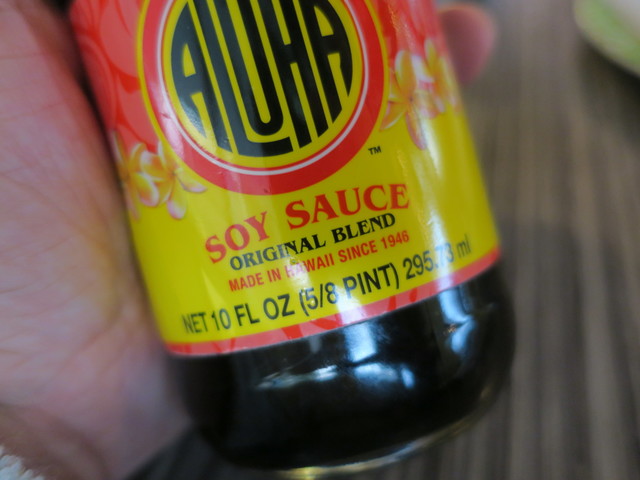 ALOHA
TM
SOY SAUCE
ORIGINAL BLEND
MADE IN HAWAII SINCE 1946
NET 10 FL OZ (5/8 PINT) 295.73 ml